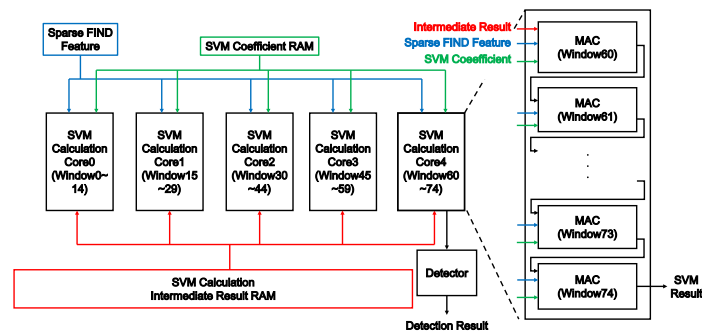 Sparse FIND
Feature
SVM Coefficient RAM
Intermediate Result
Sparse FIND Feature
SVM Coeefficient
MAC
(Window60)
MAC
(Window61)
SVM
Calculation
Core0
(Window0~
14)
SVM
Calculation
Core1
(Window15
~29)
SVM
Calculation
Core2
(Window30
~44)
SVM
Calculation
Core3
(Window45
~59)
SVM
Calculation
Core4
(Window60
~74)
MAC
(Window73)
MAC
(Window74)
SVM
Result
SVM Calculation
Intermediate Result RAM
Detector
Detection Result